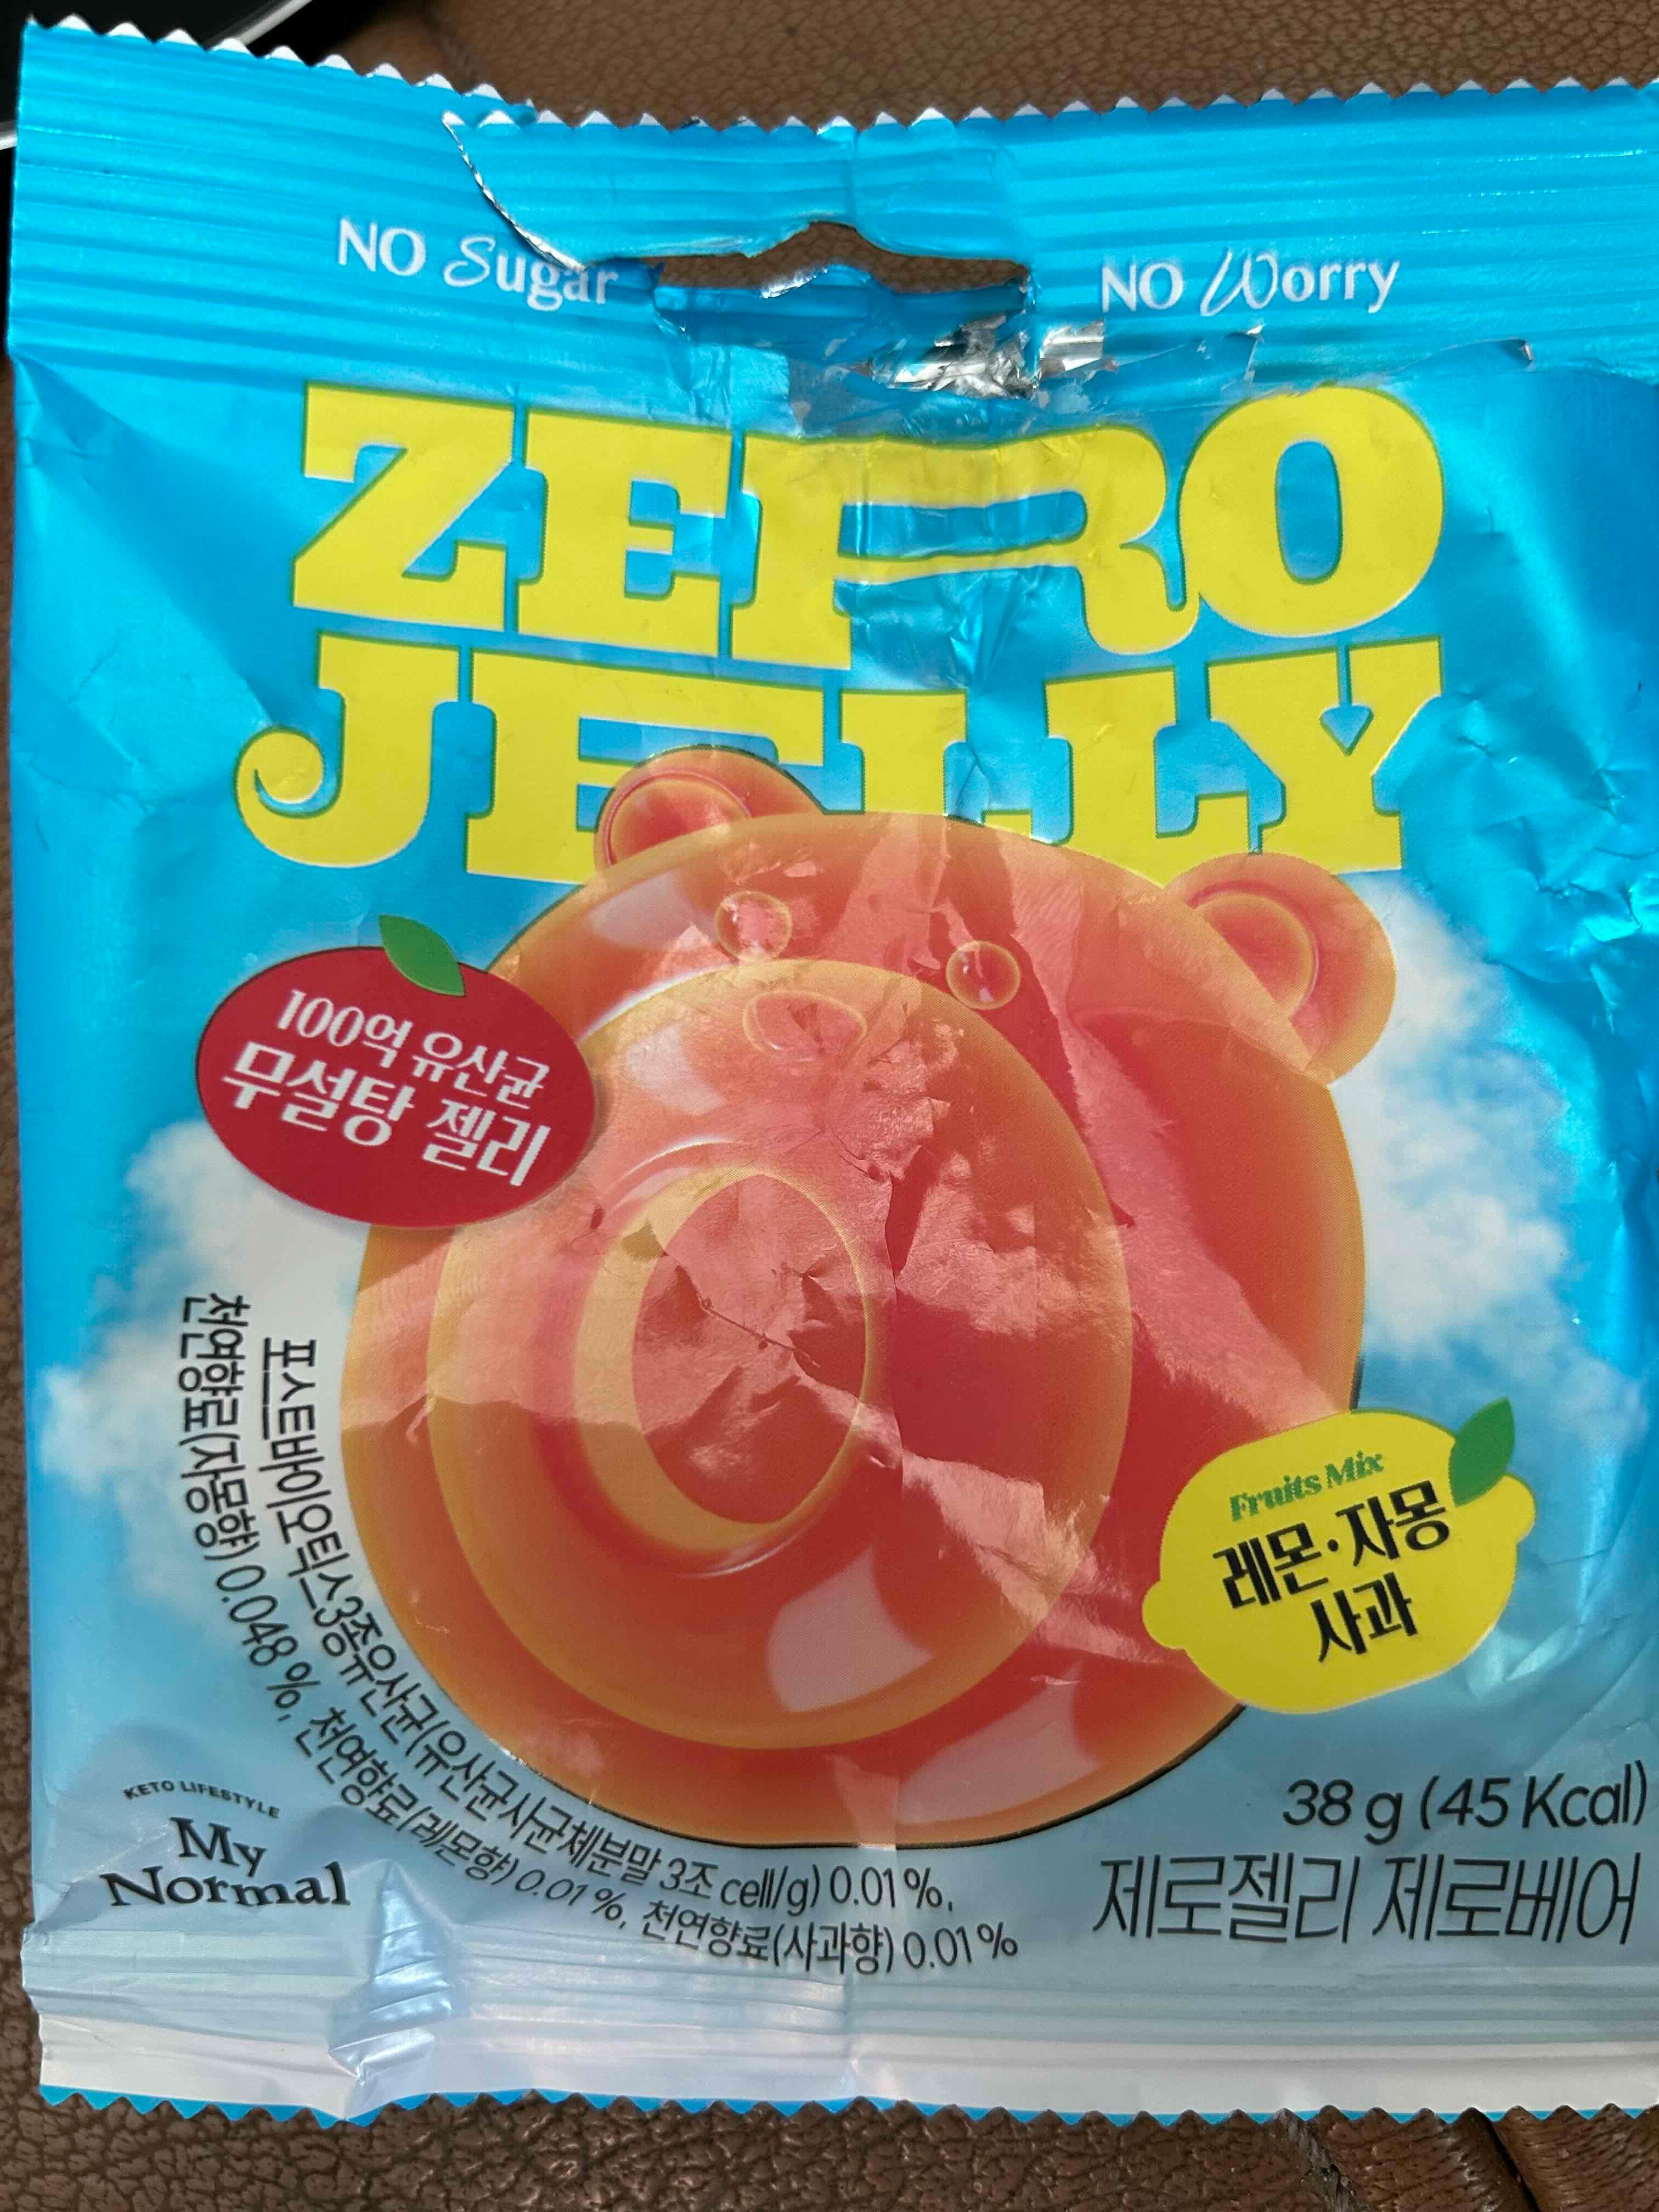 NO Sugar
NO Worry
ZERO
JELLY
100억 유산균
무설탕 젤리
Fruits Mix
레몬·자몽
사과
포스트바이오틱스3종유산균(유산균사균체분말 3조 cell/g) 0.01 %,
천연향료(자몽향) 0.048 %, 천연향료(레몬향) 0.01 %, 천연향료(사과향) 0.01 %
KETO LIFESTYLE
My
Normal
38 g (45 Kcal)
제로젤리 제로베어